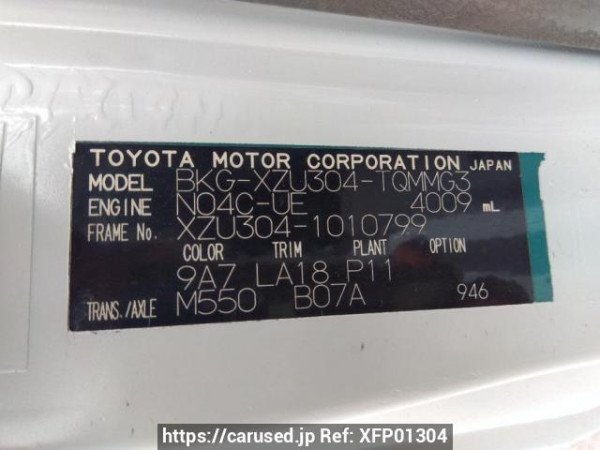 TOYOTA MOTOR CORPORATION JAPAN
MODEL BKG-XZU304-TQMMG3
ENGINE N04C-UE 4009 mL
FRAME No. XZU304-1010799
COLOR TRIM PLANT OPTION
9A7 LA18 P11
TRANS./AXLE M550 B07A 946
https://carused.jp Ref: XFP01304